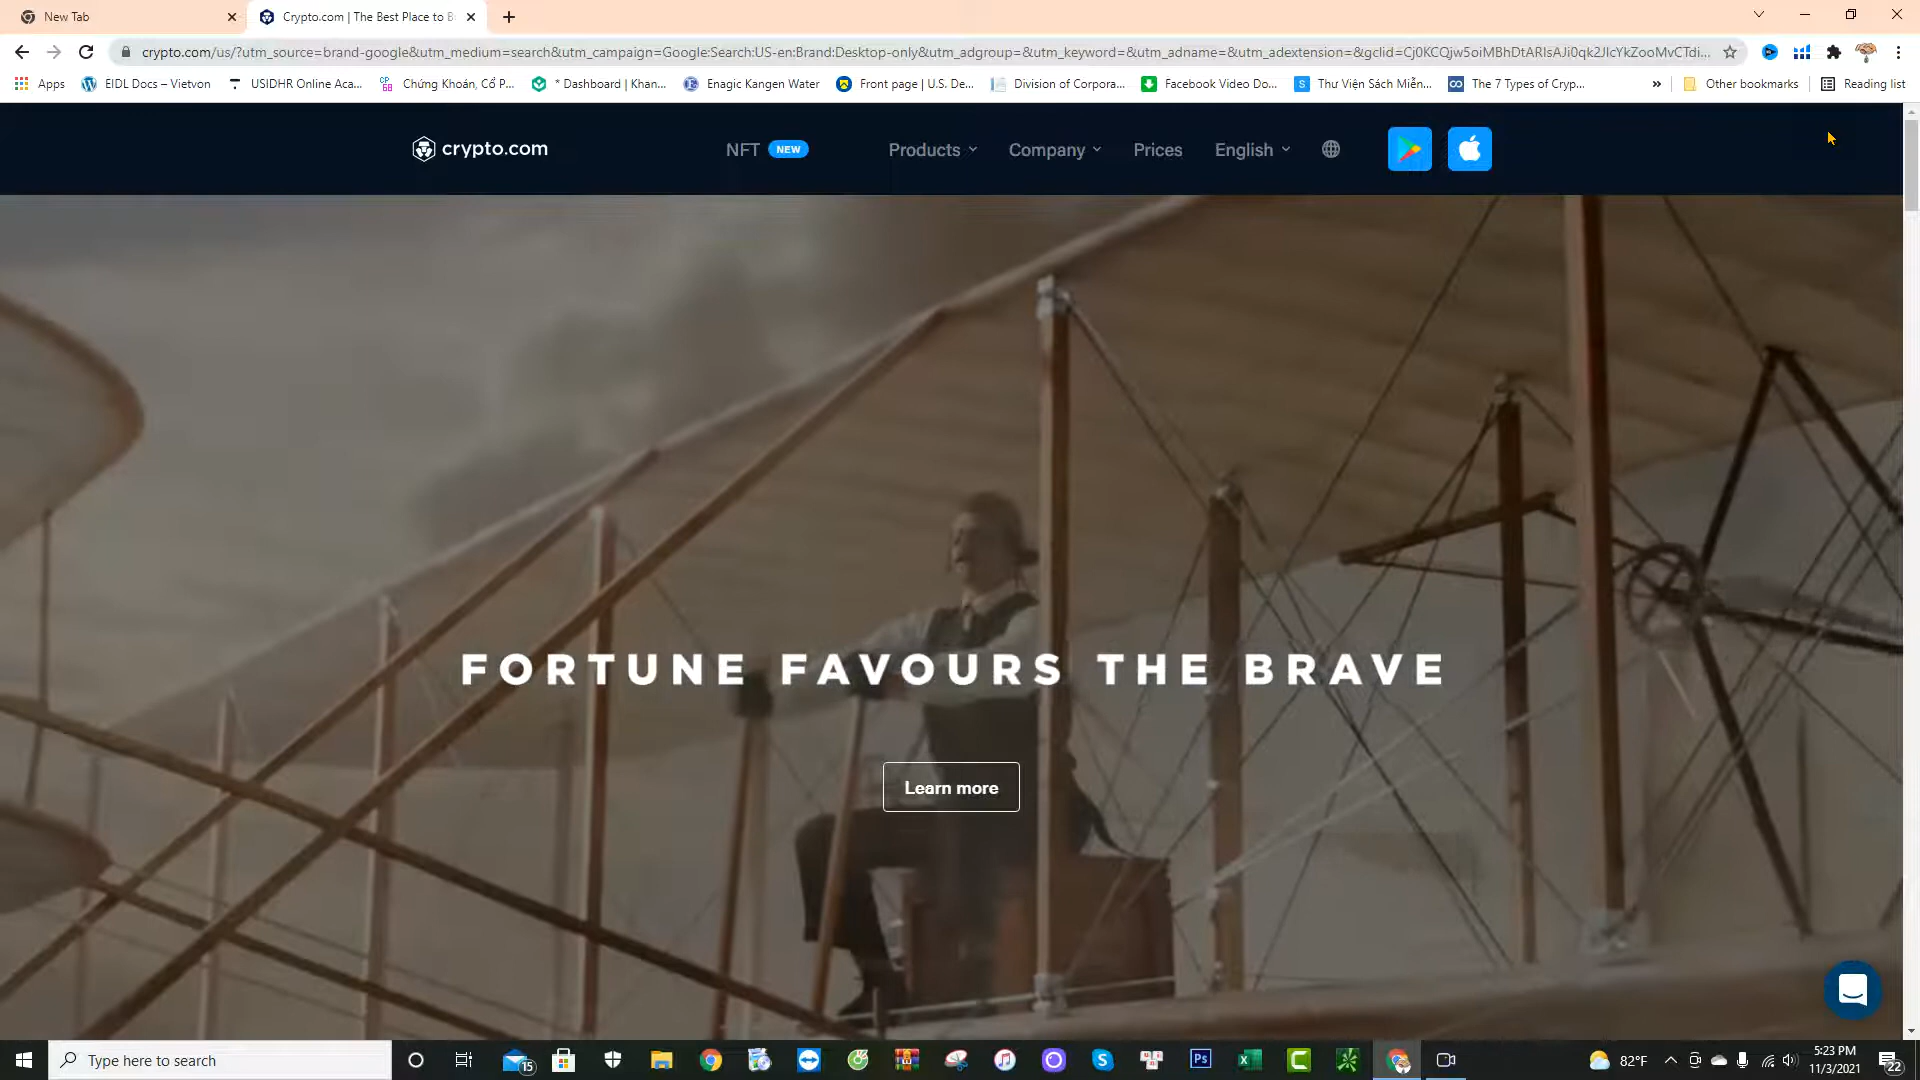 New Tab
Crypto.com | The Best Place to B
crypto.com/us/?utm_source=brand-google&utm_medium=search&utm_campaign=Google:Search:US-en:Brand:Desktop-only&utm_adgroup=&utm_keyword=&utm_adname=&utm_adextension=&gclid=
Apps
EIDL Docs – Vietvon
USIDHR Online Aca...
Chứng Khoán, Cổ P...
* Dashboard | Khan...
Enagic Kangen Water
Front page | U.S. De...
Division of Corpora...
Facebook Video Do...
Thư Viện Sách Miễn...
The 7 Types of Cryp...
»
Other bookmarks
Reading list
crypto.com
NFT NEW
Products
Company
Prices
English
FORTUNE FAVOURS THE BRAVE
Learn more
Type here to search
15
Ps
82°F
5:23 PM
11/3/2021
22